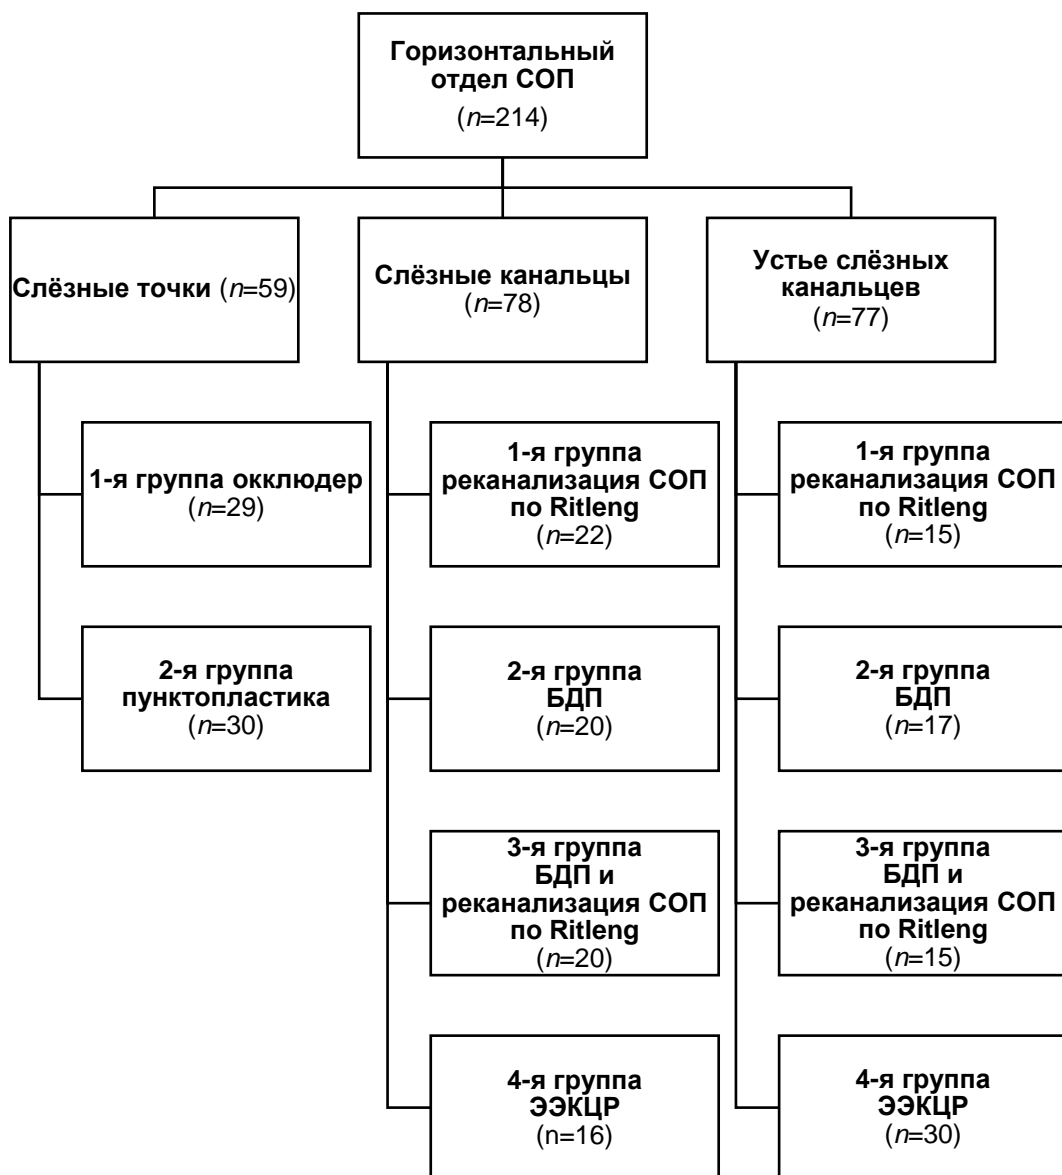 Горизонтальный
отдел СОП
(n=214)
Слёзные точки (n=59)
Слёзные канальцы
(n=78)
Устье слёзных
канальцев
(n=77)
1-я группа окклюдер
(n=29)
2-я группа
пунктопластика
(n=30)
1-я группа
реканализация СОП
по Ritleng
(n=22)
2-я группа
БДП
(n=20)
3-я группа
БДП и
реканализация СОП
по Ritleng
(n=20)
4-я группа
ЭЭКЦР
(n=16)
1-я группа
реканализация СОП
по Ritleng
(n=15)
2-я группа
БДП
(n=17)
3-я группа
БДП и
реканализация СОП
по Ritleng
(n=15)
4-я группа
ЭЭКЦР
(n=30)